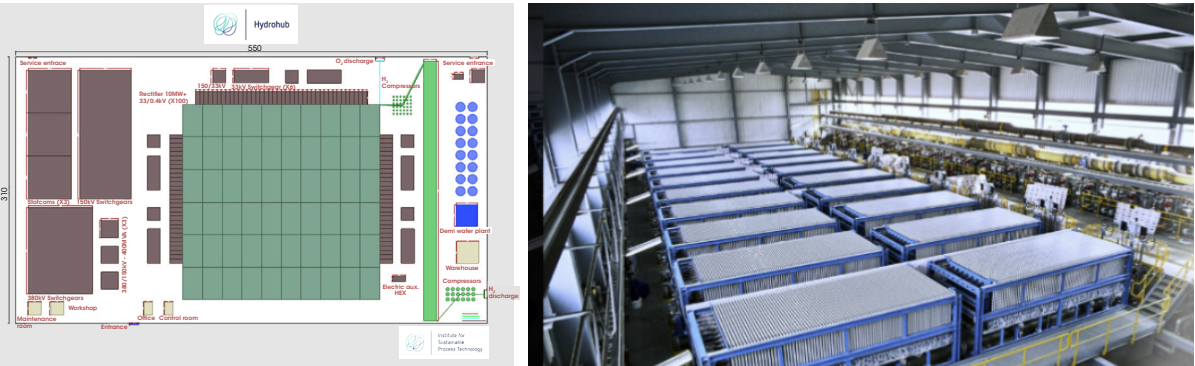 Hydrohub
550
Service entrace
O₂ discharge
Service entrance
150/33kV
33kV Switchgear (X6)
H₂
Compressors
Rectifier 10MW+
33/0.4kV (X100)
310
Statcoms (X3)
150kV Switchgears
380/150kV - 400MVA (X3)
Demi water plant
Warehouse
Electric aux.
HEX
Compressors
H₂
discharge
380kV Switchgears
Workshop
Maintenance
room
Office
Control room
Entrance
Institute for
Sustainable
Process Technology